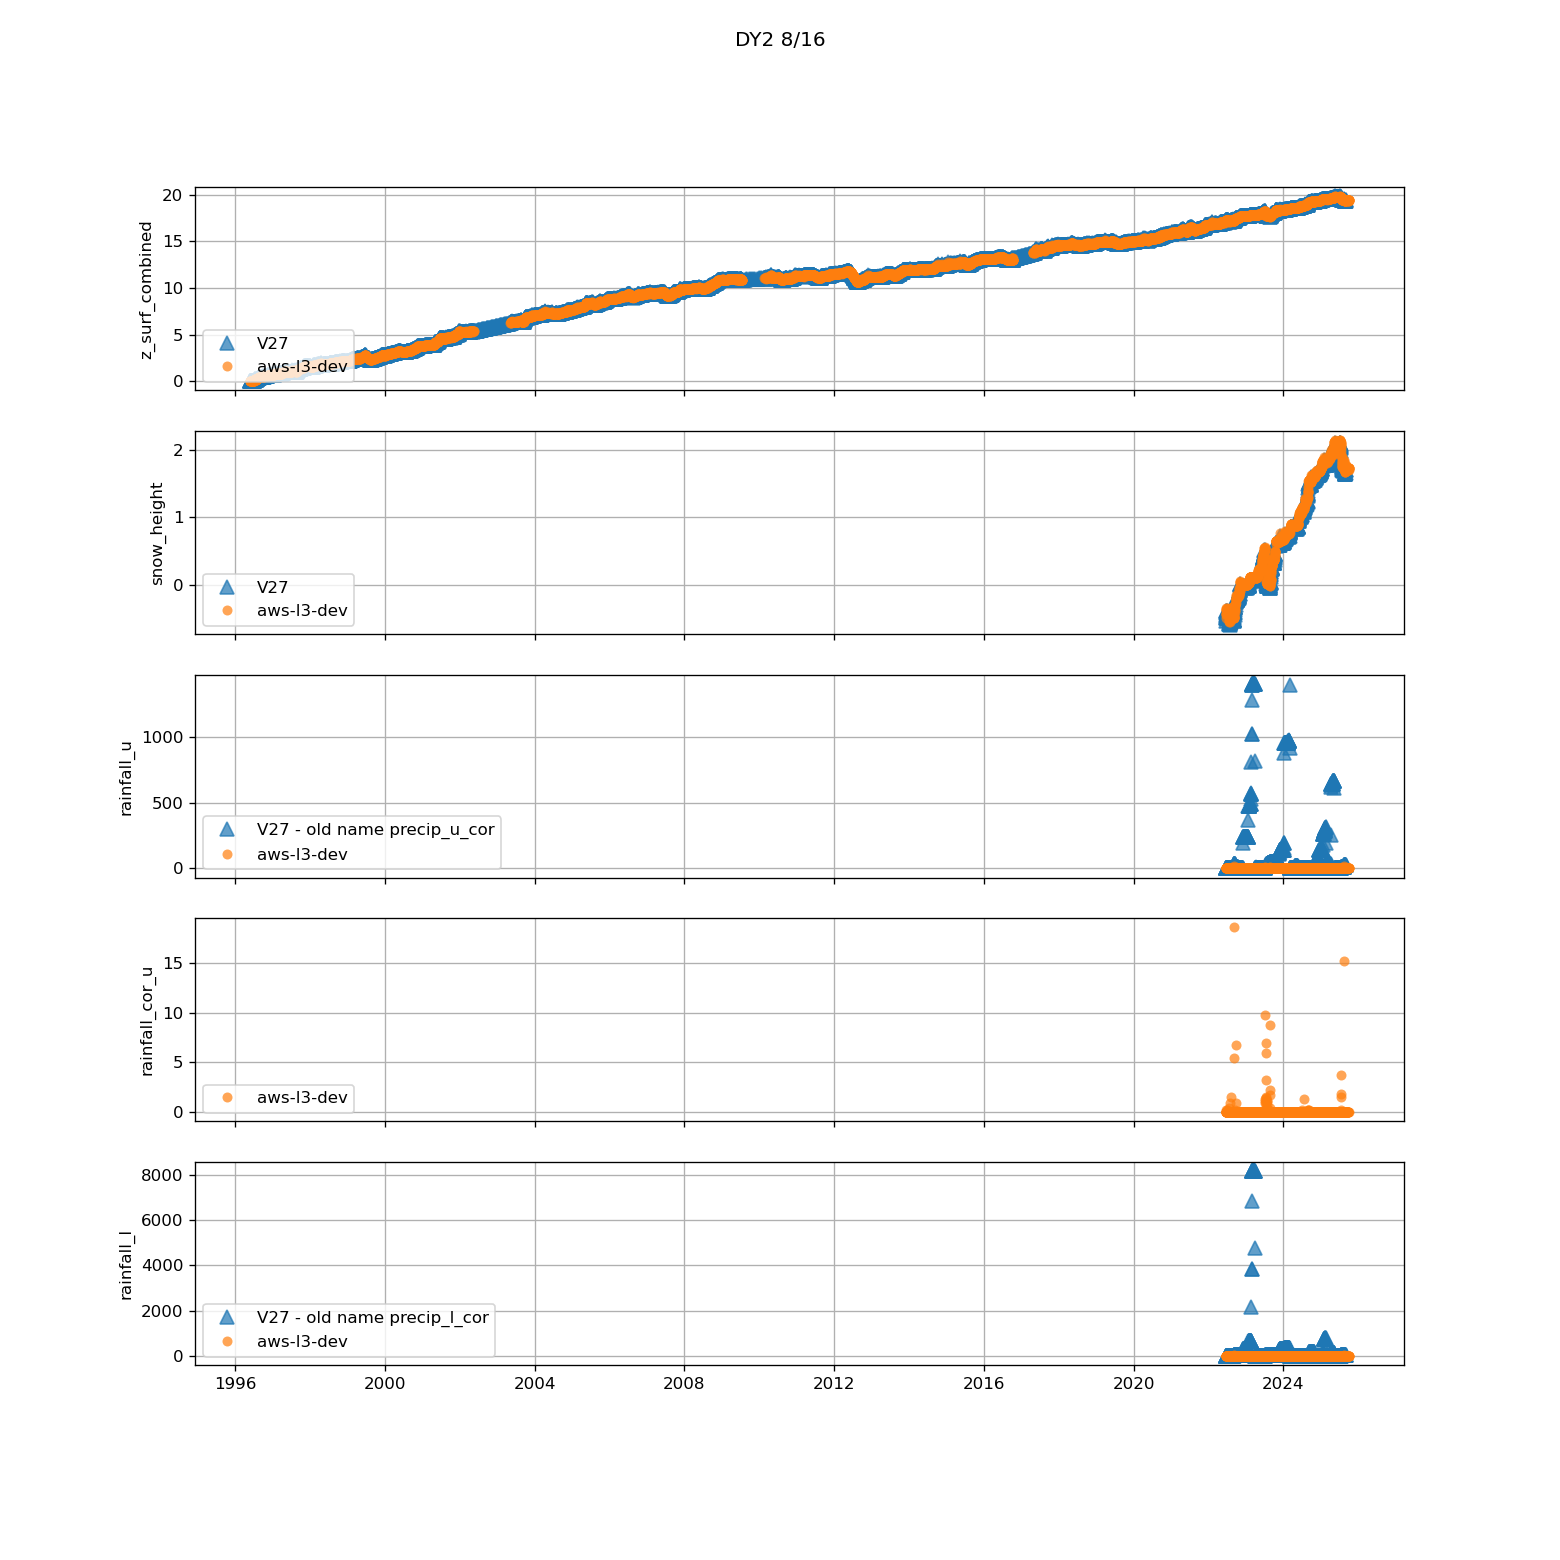 DY2 8/16
z_surf_combined
20
15
10
5
0
V27
aws-l3-dev
snow_height
2
1
0
V27
aws-l3-dev
rainfall_u
1000
500
0
V27 - old name precip_u_cor
aws-l3-dev
rainfall_cor_u
15
10
5
0
aws-l3-dev
rainfall_l
8000
6000
4000
2000
0
V27 - old name precip_l_cor
aws-l3-dev
1996 2000 2004 2008 2012 2016 2020 2024